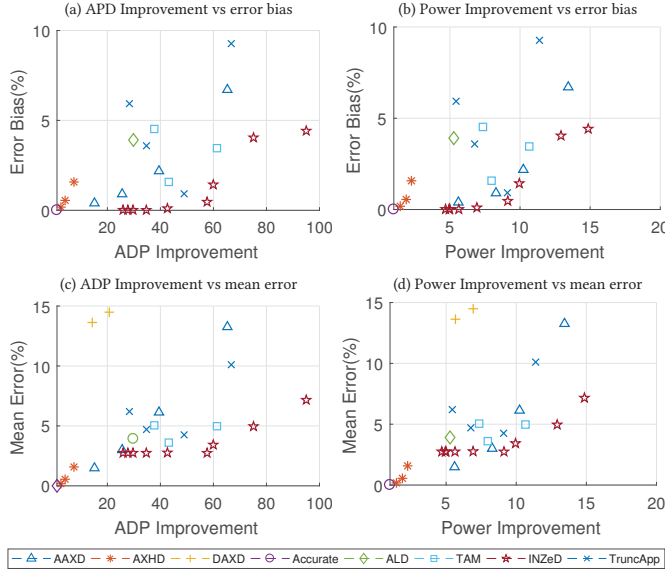 (a) APD Improvement vs error bias
(b) Power Improvement vs error bias
10
5
0
Error Bias(%)
20
40
60
80
100
ADP Improvement
10
5
0
Error Bias(%)
5
10
15
20
Power Improvement
(c) ADP Improvement vs mean error
(d) Power Improvement vs mean error
15
10
5
0
Mean Error(%)
20
40
60
80
100
ADP Improvement
15
10
5
0
Mean Error(%)
5
10
15
20
Power Improvement
AAXD
AXHD
DAXD
Accurate
ALD
TAM
INZeD
TruncApp